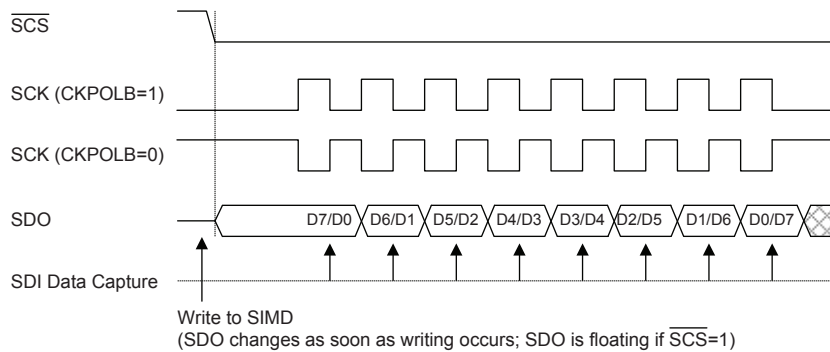 SCS
SCK (CKPOLB=1)
SCK (CKPOLB=0)
SDO D7/D0 D6/D1 D5/D2 D4/D3 D3/D4 D2/D5 D1/D6 D0/D7
SDI Data Capture
Write to SIMD
(SDO changes as soon as writing occurs; SDO is floating if SCS=1)